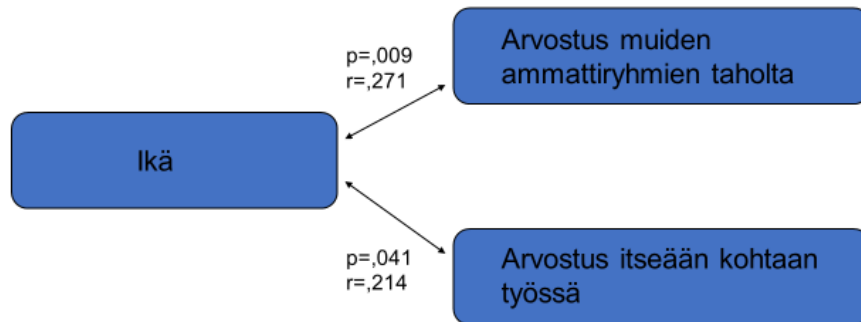 p=,009
r=,271
Arvostus muiden
ammattiryhmien taholta
Ikä
p=,041
r=,214
Arvostus itseään kohtaan
työssä